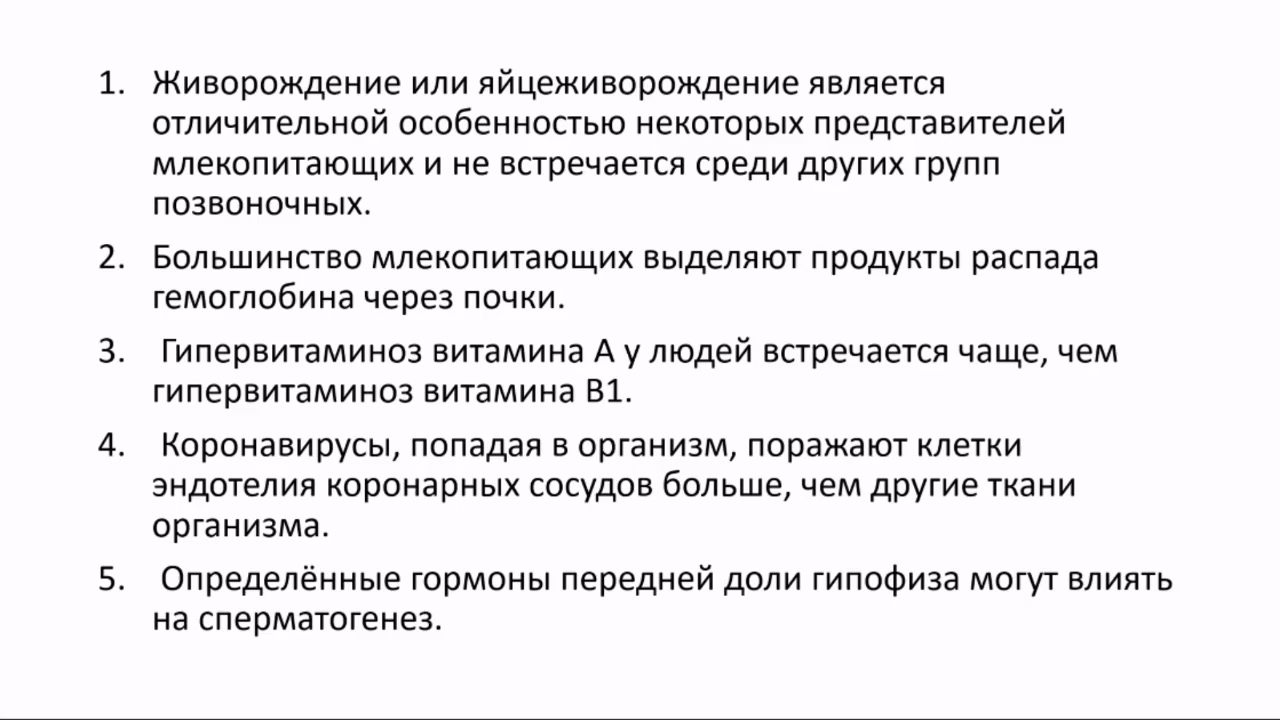 1. Живорождение или яйцеживорождение является
отличительной особенностью некоторых представителей
млекопитающих и не встречается среди других групп
позвоночных.
2. Большинство млекопитающих выделяют продукты распада
гемоглобина через почки.
3. Гипервитаминоз витамина А у людей встречается чаще, чем
гипервитаминоз витамина В1.
4. Коронавирусы, попадая в организм, поражают клетки
эндотелия коронарных сосудов больше, чем другие ткани
организма.
5. Определённые гормоны передней доли гипофиза могут влиять
на сперматогенез.